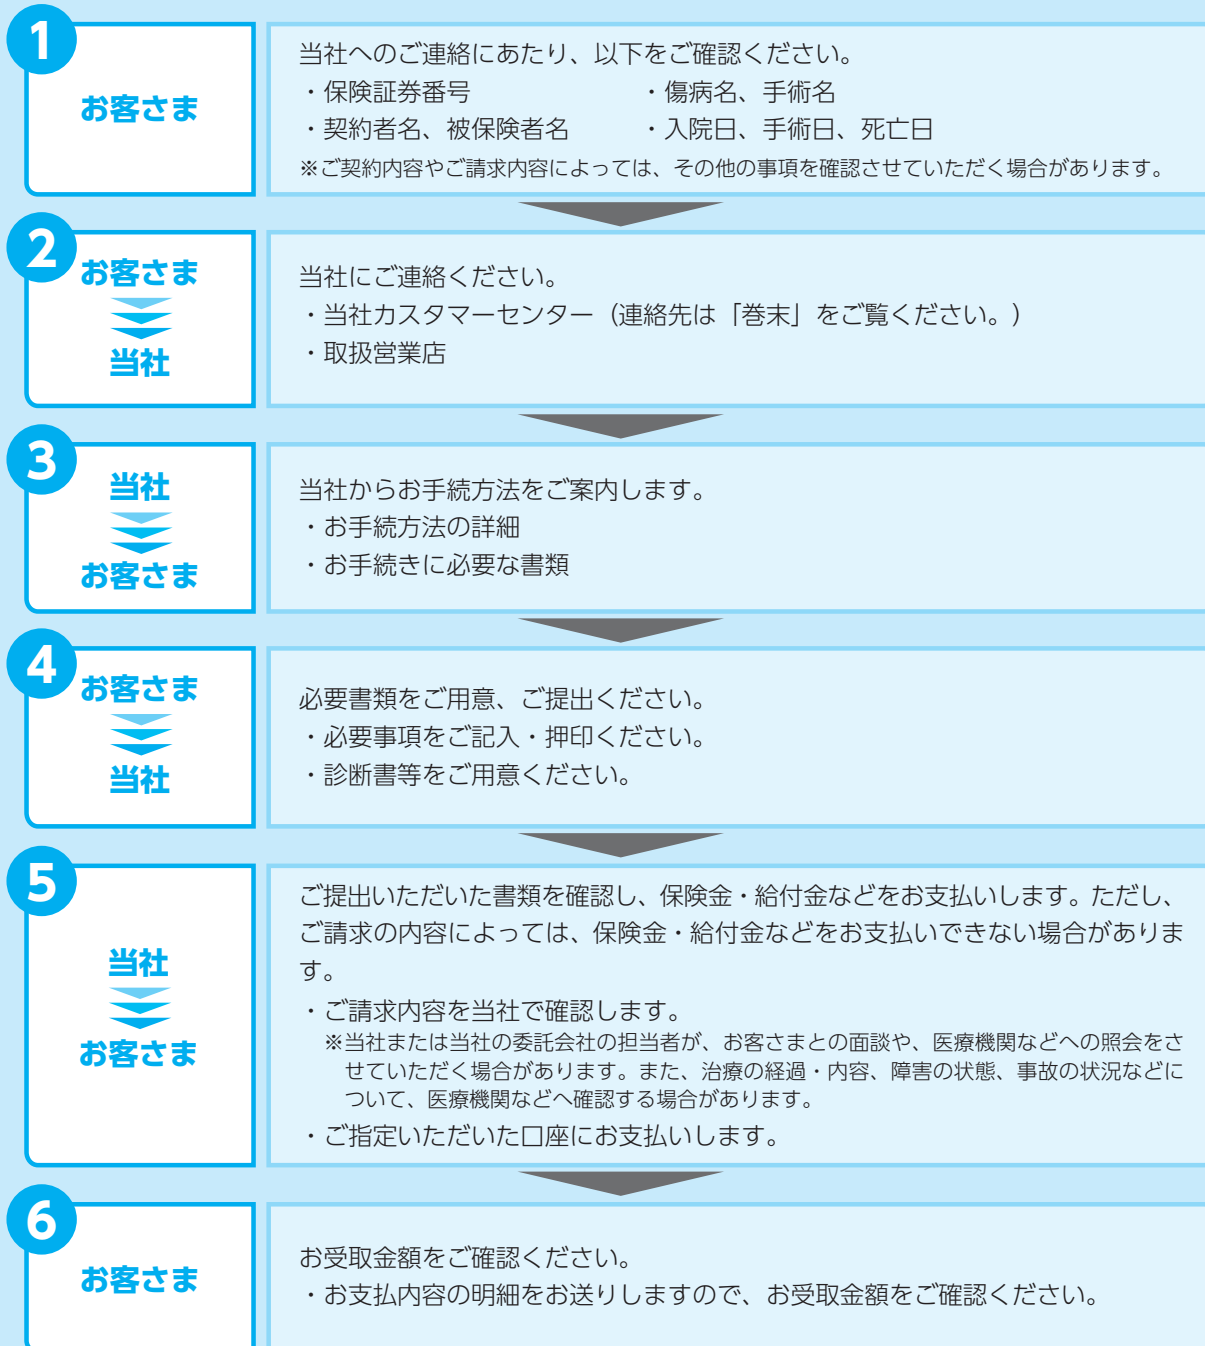 1
お客さま
当社へのご連絡にあたり、以下をご確認ください。
・保険証券番号 ・傷病名、手術名
・契約者名、被保険者名 ・入院日、手術日、死亡日
※ご契約内容やご請求内容によっては、その他の事項を確認させていただく場合があります。
2
お客さま
当社
当社にご連絡ください。
・当社カスタマーセンター（連絡先は「巻末」をご覧ください。）
・取扱営業店
3
当社
お客さま
当社からお手続方法をご案内します。
・お手続方法の詳細
・お手続きに必要な書類
4
お客さま
当社
必要書類をご用意、ご提出ください。
・必要事項をご記入・押印ください。
・診断書等をご用意ください。
5
当社
お客さま
ご提出いただいた書類を確認し、保険金・給付金などをお支払いします。ただし、
ご請求の内容によっては、保険金・給付金などをお支払いできない場合がありま
す。
・ご請求内容を当社で確認します。
※当社または当社の委託会社の担当者が、お客さまとの面談や、医療機関などへの照会をさ
せていただく場合があります。また、治療の経過・内容、障害の状態、事故の状況などに
ついて、医療機関などへ確認する場合があります。
・ご指定いただいた口座にお支払いします。
6
お客さま
お受取金額をご確認ください。
・お支払内容の明細をお送りしますので、お受取金額をご確認ください。